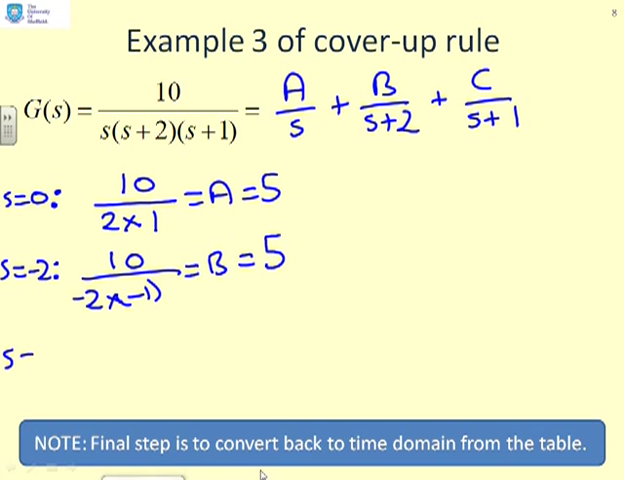 The
University
Of
Sheffield.
8
Example 3 of cover-up rule
G(s) = 10 / s(s+2)(s+1) = A/s + B/s+2 + C/s+1
s=0: 10 / 2×1 = A = 5
s=-2: 10 / -2×-1) = B = 5
s-
NOTE: Final step is to convert back to time domain from the table.